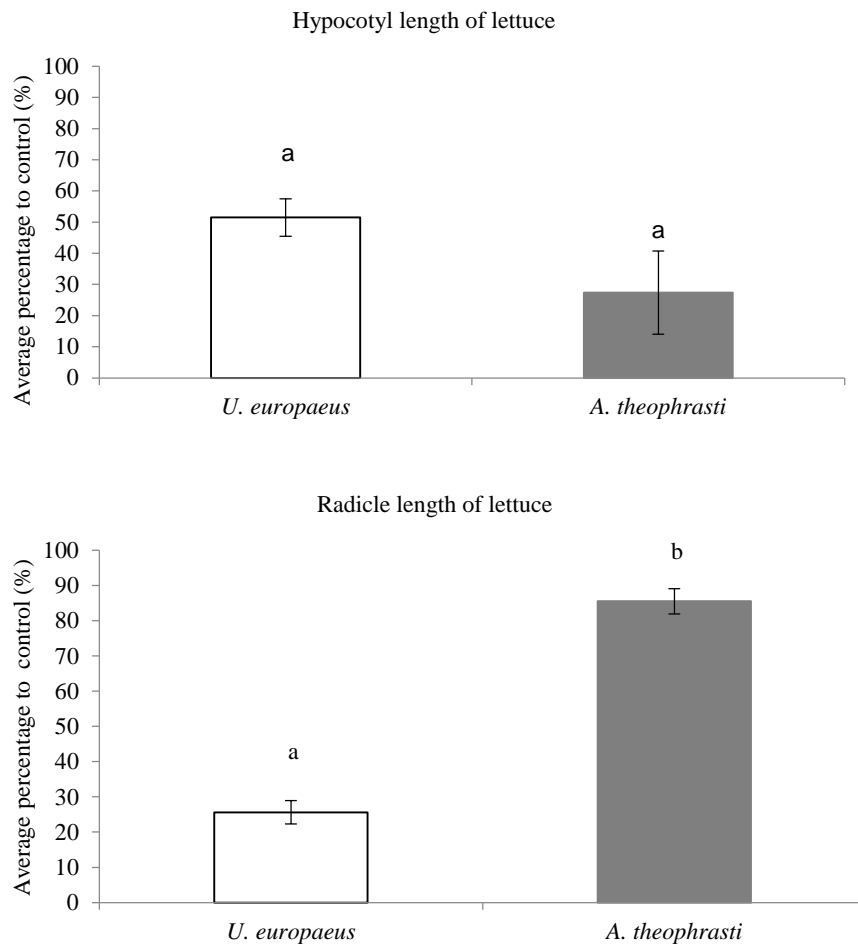 Hypocotyl length of lettuce
Average percentage to control (%)
100
90
80
70
60
50
40
30
20
10
0
a
a
U. europaeus
A. theophrasti
Radicle length of lettuce
Average percentage to control (%)
100
90
80
70
60
50
40
30
20
10
0
a
b
U. europaeus
A. theophrasti